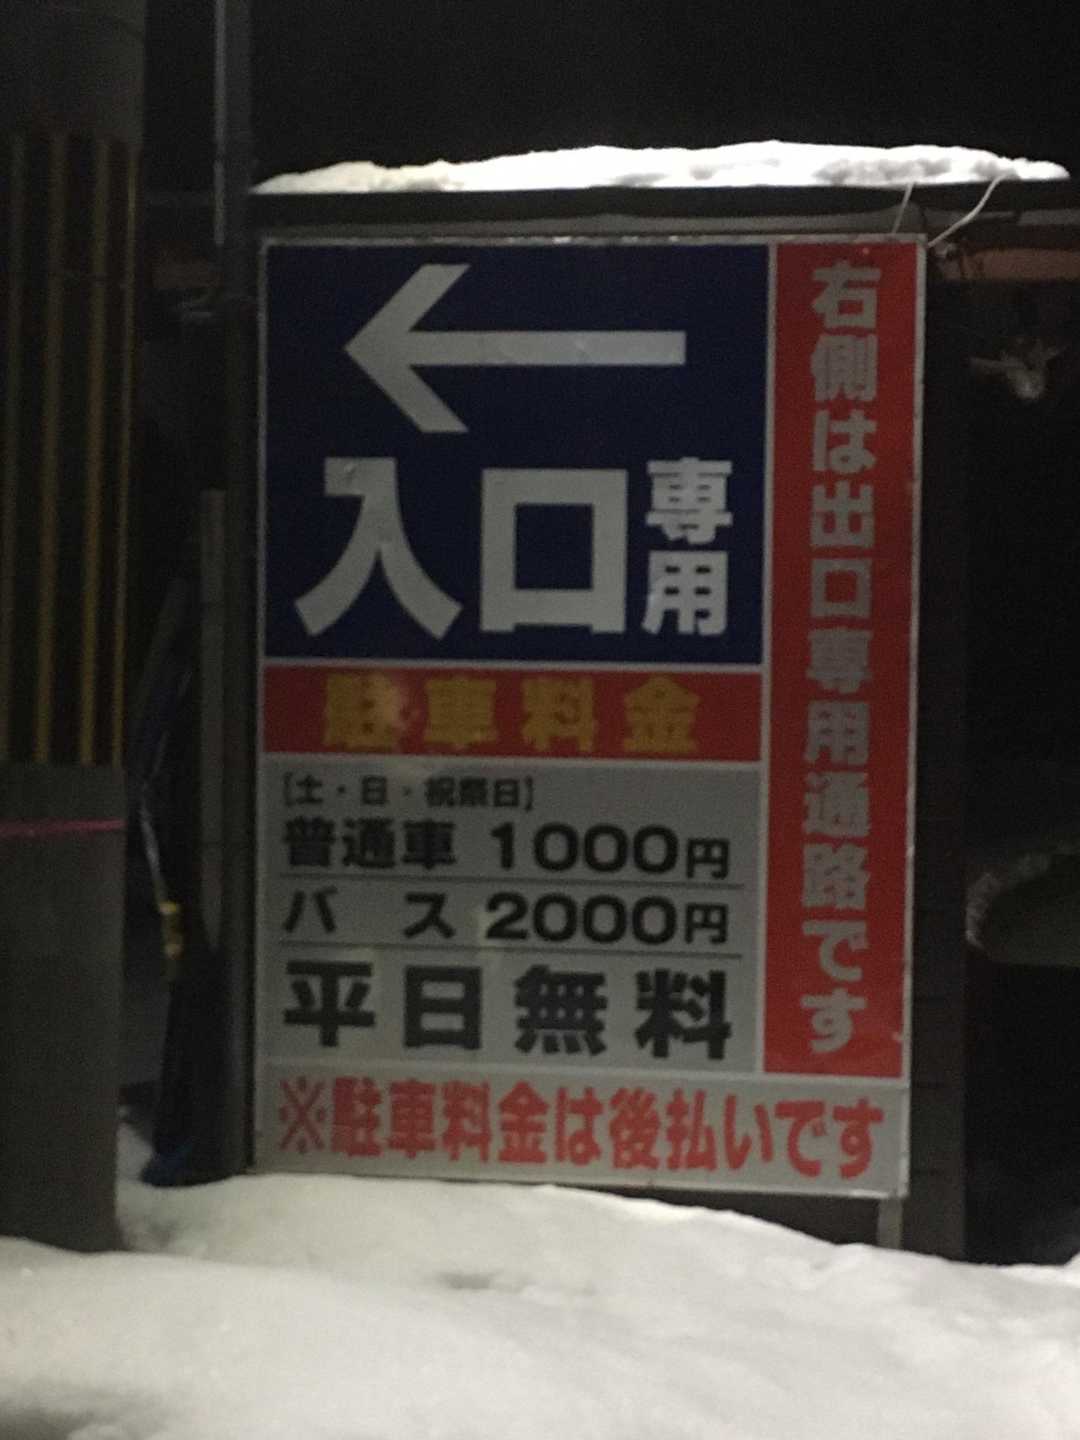 入口専用
駐車料金
[土・日・祝祭日]
普通車 1000円
バス 2000円
平日無料
※駐車料金は後払いです
右側は出口専用通路です